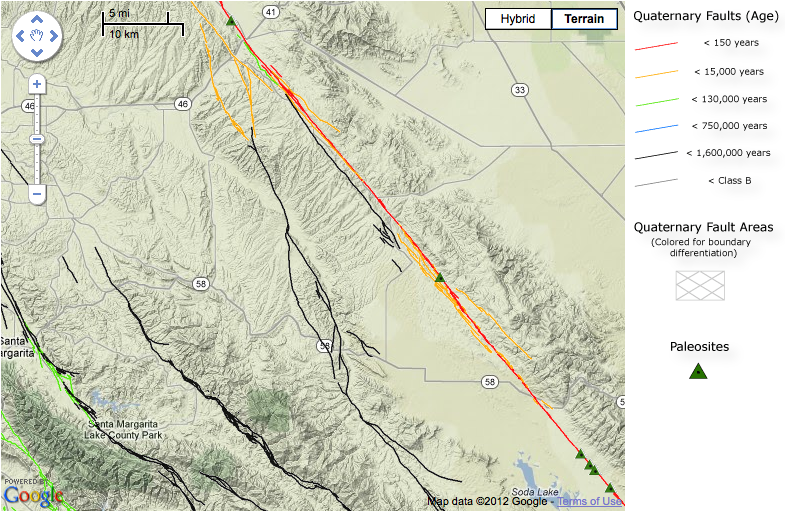 5 mi
10 km
41
Hybrid
Terrain
46
46
33
58
58
58
5
Santa
argarita
Santa Margarita
Lake County Park
Soda Lake
POWERED BY
Google
Map data ©2012 Google - Terms of Use
Quaternary Faults (Age)
< 150 years
< 15,000 years
< 130,000 years
< 750,000 years
< 1,600,000 years
< Class B
Quaternary Fault Areas
(Colored for boundary
differentiation)
Paleosites